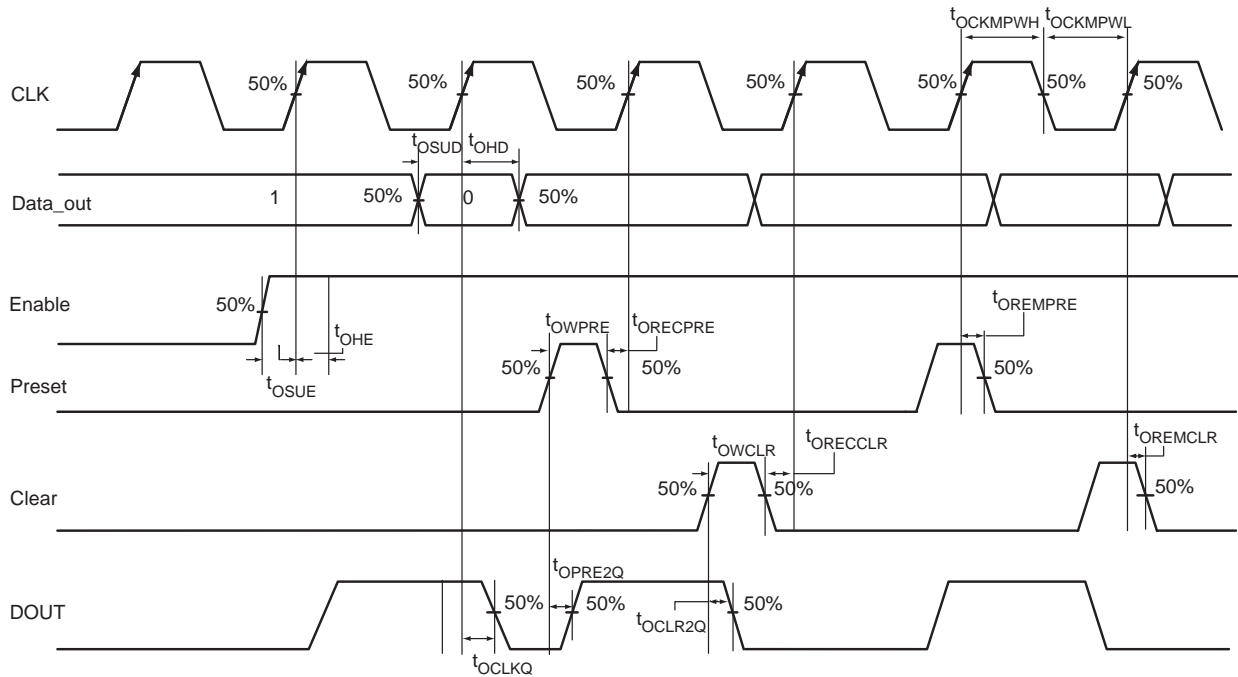 tOCKMPWH tOCKMPWL
CLK 50% 50% 50% 50% 50% 50% 50%
tOSUD tOHD
Data_out 1 50% 0 50%
Enable 50%
tOHE
tOSUE
tOWPRE tORECPRE tOREMPRE
Preset 50% 50% 50%
tOWCLR tORECCLR tOREMCLR
Clear 50% 50% 50%
tOPRE2Q
DOUT 50% 50% 50%
tOCLR2Q
tOCLKQ